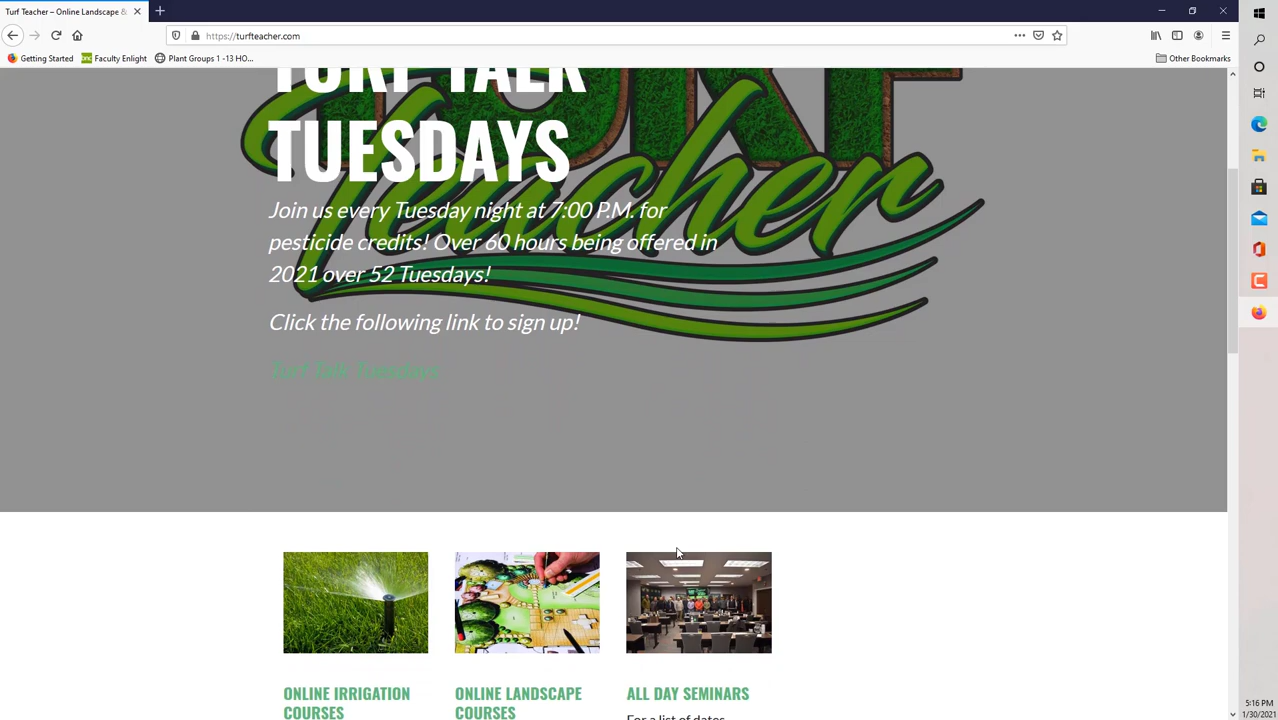 Turf Teacher – Online Landscape &
https://turfteacher.com
Getting Started
Faculty Enlight
Plant Groups 1 -13 HO...
Other Bookmarks
TURF TALK
TUESDAYS
Teacher
Join us every Tuesday night at 7:00 P.M. for
pesticide credits! Over 60 hours being offered in
2021 over 52 Tuesdays!
Click the following link to sign up!
Turf Talk Tuesdays
ONLINE IRRIGATION
COURSES
ONLINE LANDSCAPE
COURSES
ALL DAY SEMINARS
For a list of dates
5:16 PM
1/30/2021